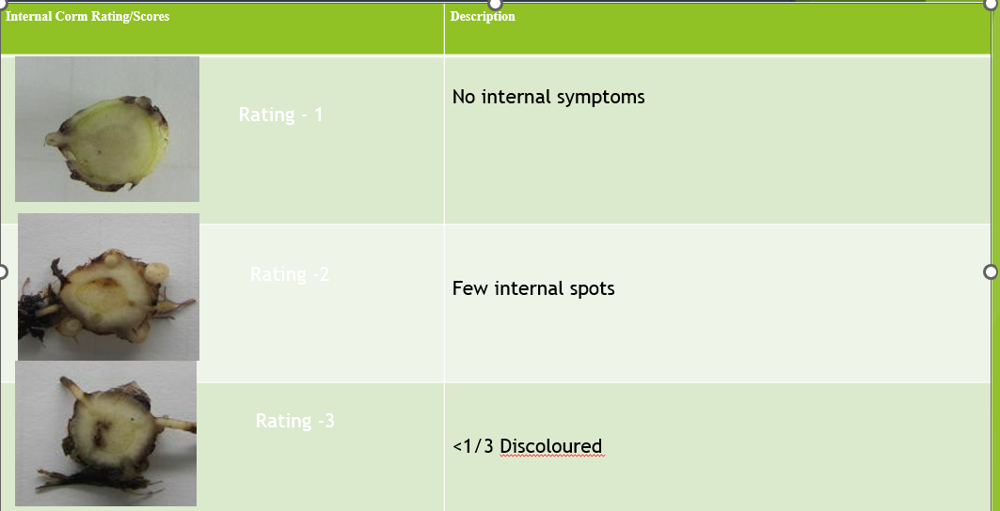 Internal Corm Rating/Scores
Description
Rating - 1
No internal symptoms
Rating -2
Few internal spots
Rating -3
<1/3 Discoloured